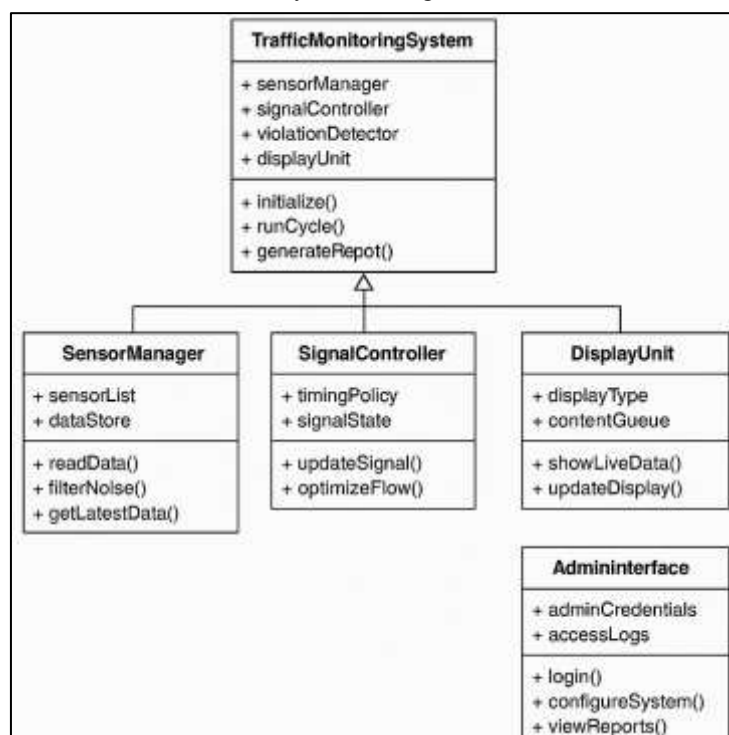 TrafficMonitoringSystem
+ sensorManager
+ signalController
+ violationDetector
+ displayUnit
+ initialize()
+ runCycle()
+ generateRepot()
SensorManager
+ sensorList
+ dataStore
+ readData()
+ filterNolse()
+ getLatestData()
SignalController
+ timingPolicy
+ signalState
+ updateSignal()
+ optimizeFlow()
DisplayUnit
+ displayType
+ contentGueue
+ showLiveData()
+ updateDisplay()
Admininterface
+ adminCredentials
+ accessLogs
+ login()
+ configureSystem()
+ viewReports()